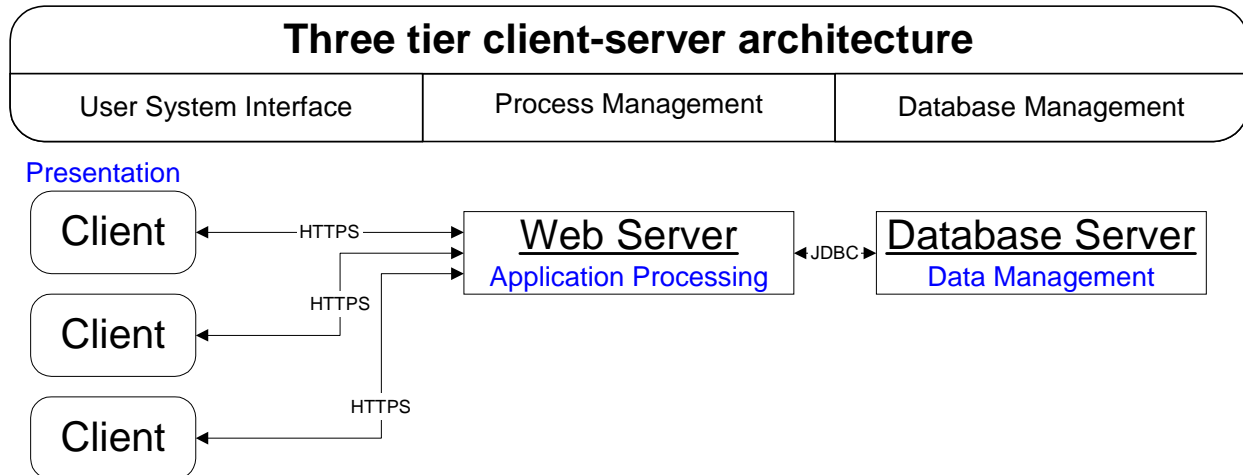 Three tier client-server architecture
User System Interface
Process Management
Database Management
Presentation
Client
HTTPS
Web Server
Application Processing
JDBC
Database Server
Data Management
HTTPS
Client
HTTPS
Client